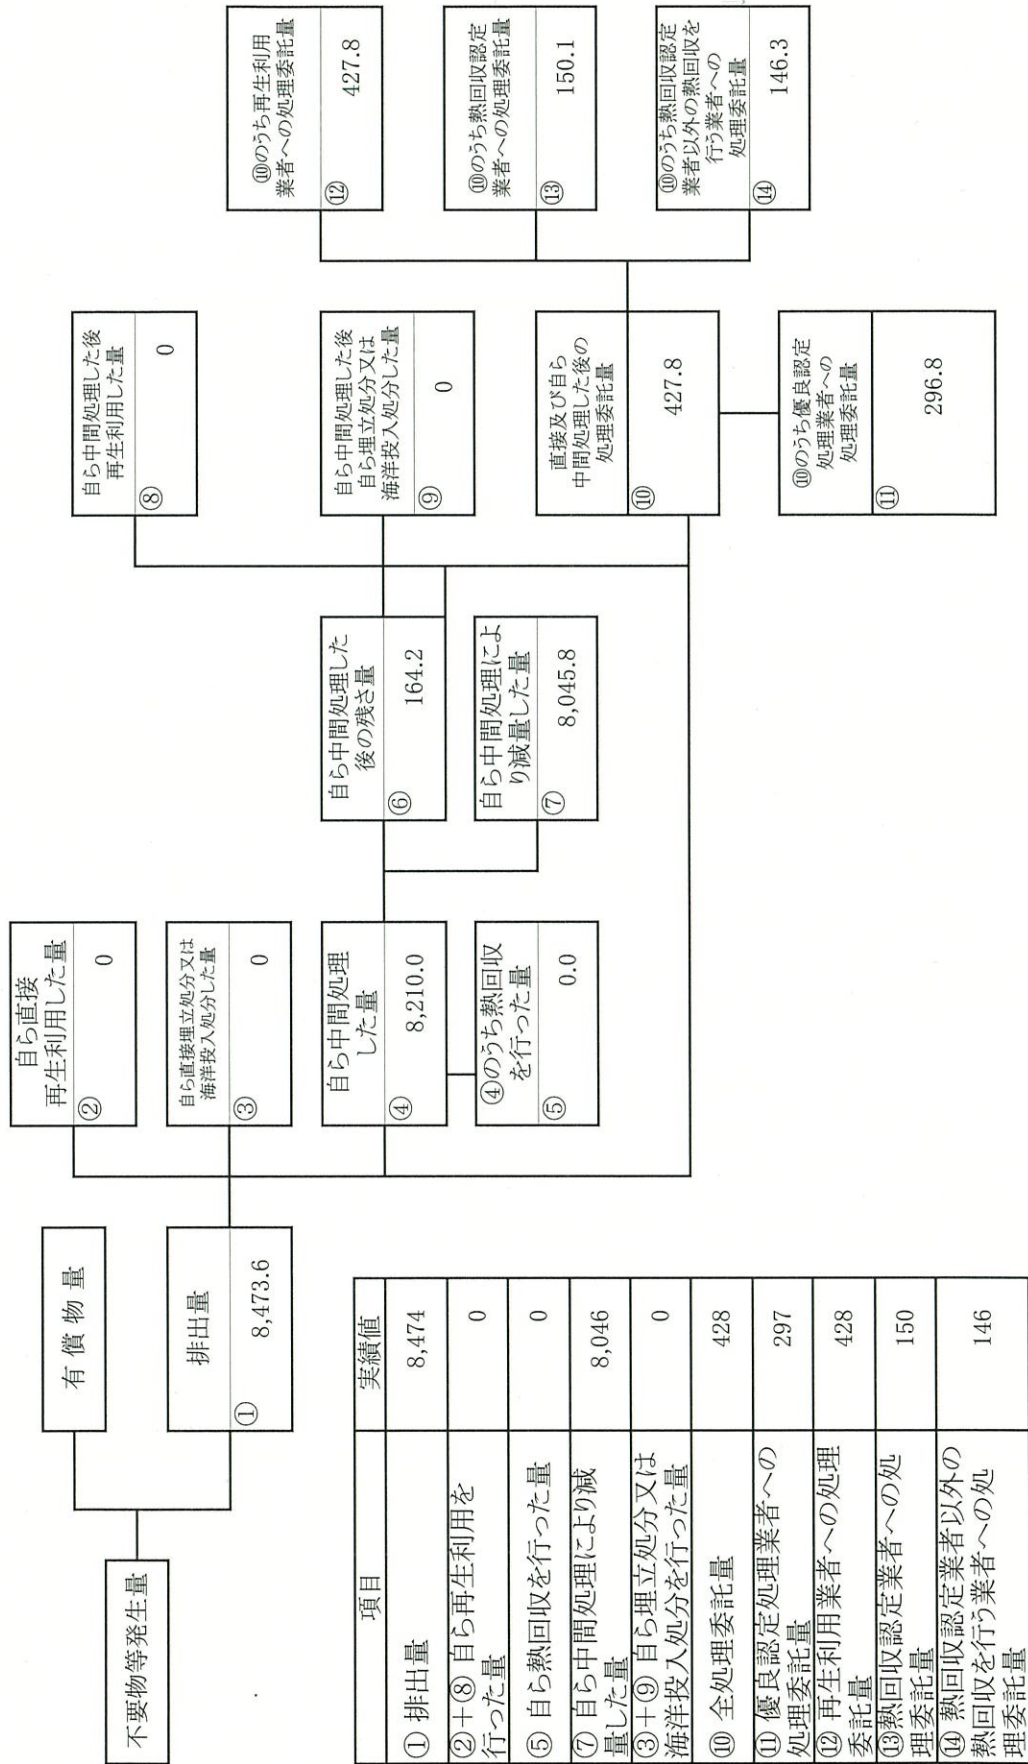 不要物等発生量
有償物量
排出量
①
8,473.6
自ら直接
再生利用した量
②
0
自ら直接埋立処分又は
海洋投入処分した量
③
0
自ら中間処理
した量
④
8,210.0
④のうち熱回収
を行った量
⑤
0.0
自ら中間処理した
後の残さ量
⑥
164.2
自ら中間処理によ
り減量した量
⑦
8,045.8
自ら中間処理した後
再生利用した量
⑧
0
自ら中間処理した後
自ら埋立処分又は
海洋投入処分した量
⑨
0
直接及び自ら
中間処理した後の
処理委託量
⑩
427.8
⑩のうち優良認定
処理業者への
処理委託量
⑪
296.8
⑩のうち再生利用
業者への処理委託量
⑫
427.8
⑩のうち熱回収認定
業者への処理委託量
⑬
150.1
⑩のうち熱回収認定
業者以外の熱回収を
行う業者への
処理委託量
⑭
146.3
項目 実績値
① 排出量 8,474
②+⑧ 自ら再生利用を
行った量 0
⑤ 自ら熱回収を行った量 0
⑦ 自ら中間処理により減
量した量 8,046
③+⑨ 自ら埋立処分又は
海洋投入処分を行った量 0
⑩ 全処理委託量 428
⑪ 優良認定処理業者への
処理委託量 297
⑫ 再生利用業者への処理
委託量 428
⑬熱回収認定業者への処
理委託量 150
⑭ 熱回収認定業者以外の
熱回収を行う業者への処
理委託量 146